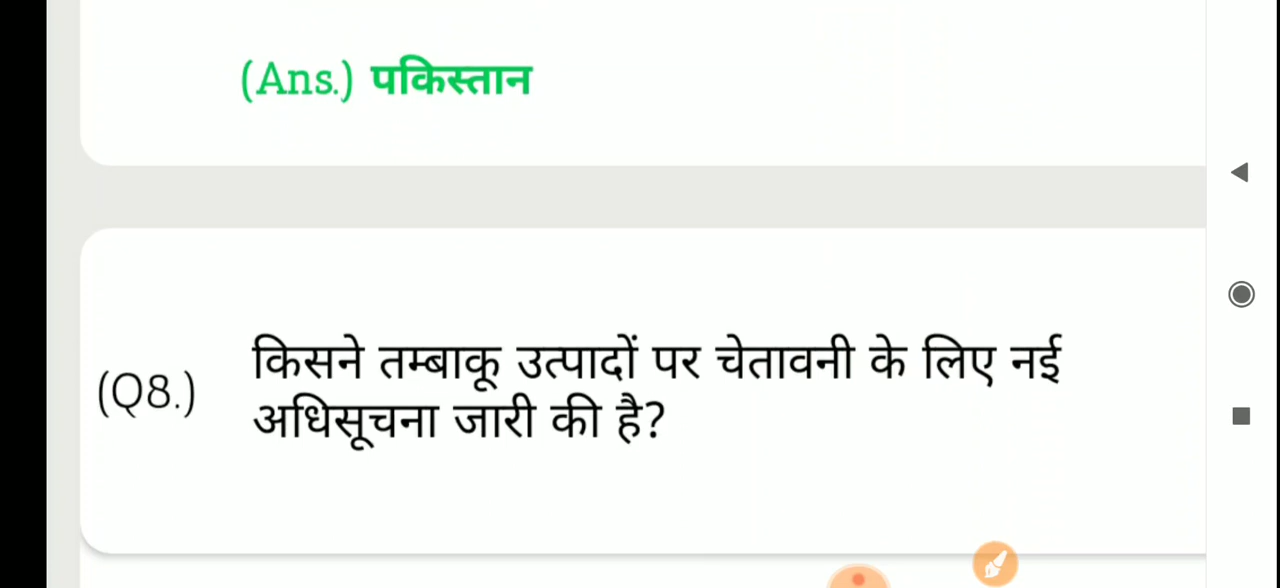 (Ans.) पकिस्तान
(Q8.) किसने तम्बाकू उत्पादों पर चेतावनी के लिए नई
अधिसूचना जारी की है?